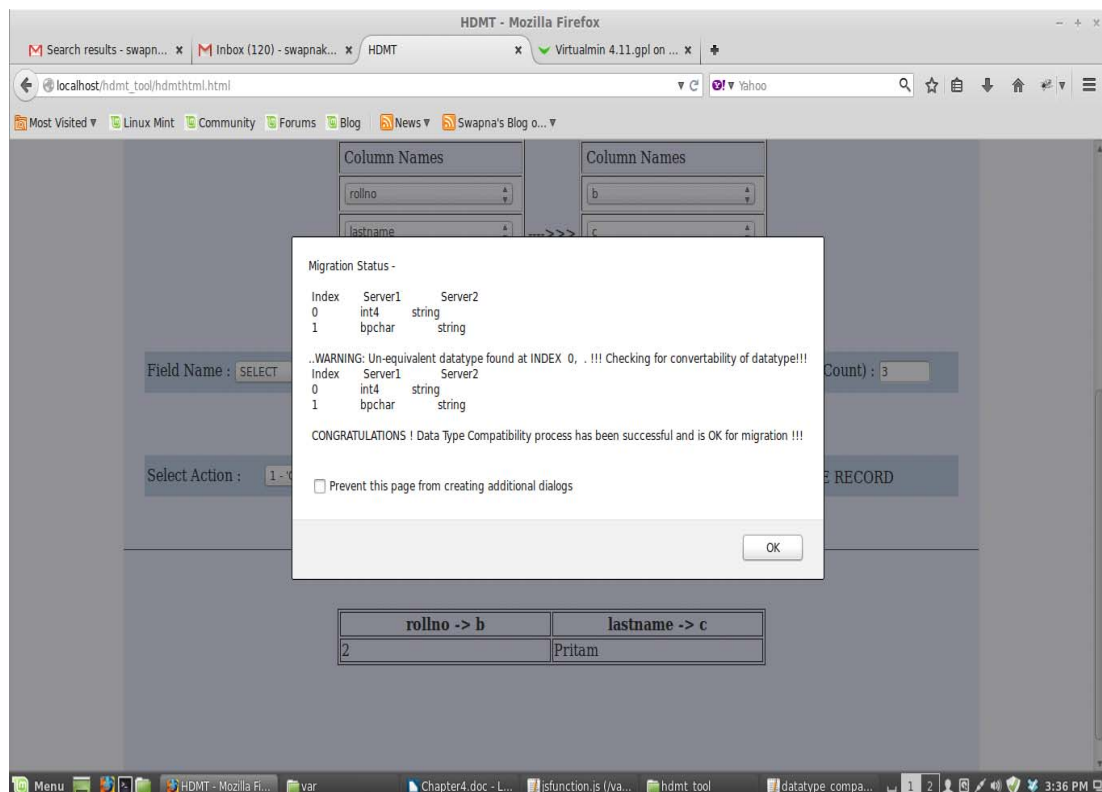 HDMT - Mozilla Firefox
Search results - swapn... Inbox (120) - swapnak... HDMT Virtualmin 4.11.gpl on ...
localhost/hdmt_tool/hdmthtml.html Yahoo
Most Visited Linux Mint Community Forums Blog News Swapna's Blog o...
Column Names Column Names
rollno b
lastname ---->>> c
Migration Status -
Index Server1 Server2
0 int4 string
1 bpchar string
..WARNING: Un-equivalent datatype found at INDEX 0, . !!! Checking for convertability of datatype!!!
Index Server1 Server2
0 int4 string
1 bpchar string
Field Name : SELECT Count) : 3
CONGRATULATIONS ! Data Type Compatibility process has been successful and is OK for migration !!!
Select Action : 1 - RECORD
Prevent this page from creating additional dialogs
OK
rollno -> b lastname -> c
2 Pritam
Menu HDMT - Mozilla Fi... var Chapter4.doc - L... jsfunction.js (/va... hdmt tool datatype compa... 1 2 3:36 PM